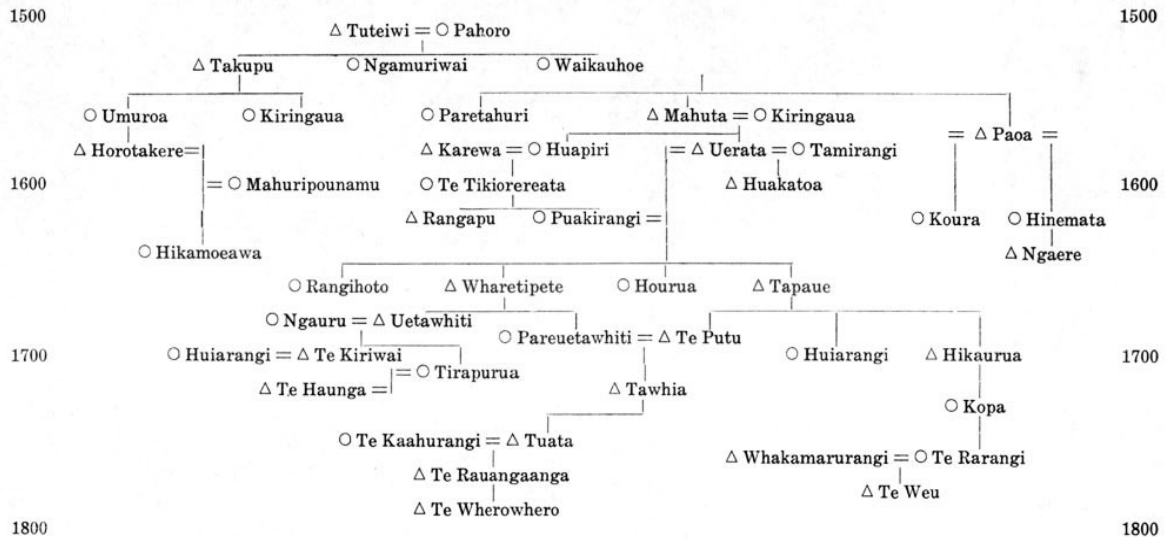 1500 △ Tuteiwi = ○ Pahoro 1500
△ Takupu ○ Ngamuriwai ○ Waikauhoe
○ Umuroa ○ Kiringaua ○ Paretahuri △ Mahuta = ○ Kiringaua
= △ Paoa =
△ Horotakere= △ Karewa = ○ Huapiri = △ Uerata = ○ Tamirangi
1600 = ○ Mahuripounamu ○ Te Tikiorereata △ Huakatoa 1600
△ Rangapu ○ Puakirangi = ○ Koura ○ Hinemata
○ Hikamoeawa △ Ngaere
○ Rangihoto △ Wharetipete ○ Hourua △ Tapaue
○ Ngauru = △ Uetawhiti
○ Pareuetawhiti = △ Te Putu
1700 ○ Huiarangi = △ Te Kiriwai ○ Huiarangi △ Hikaurua 1700
= ○ Tirapurua
△ Te Haunga = △ Tawhia
○ Kopa
○ Te Kaahurangi = △ Tuata
△ Whakamarurangi = ○ Te Rarangi
△ Te Rauangaanga
△ Te Weu
△ Te Wherowhero
1800 1800